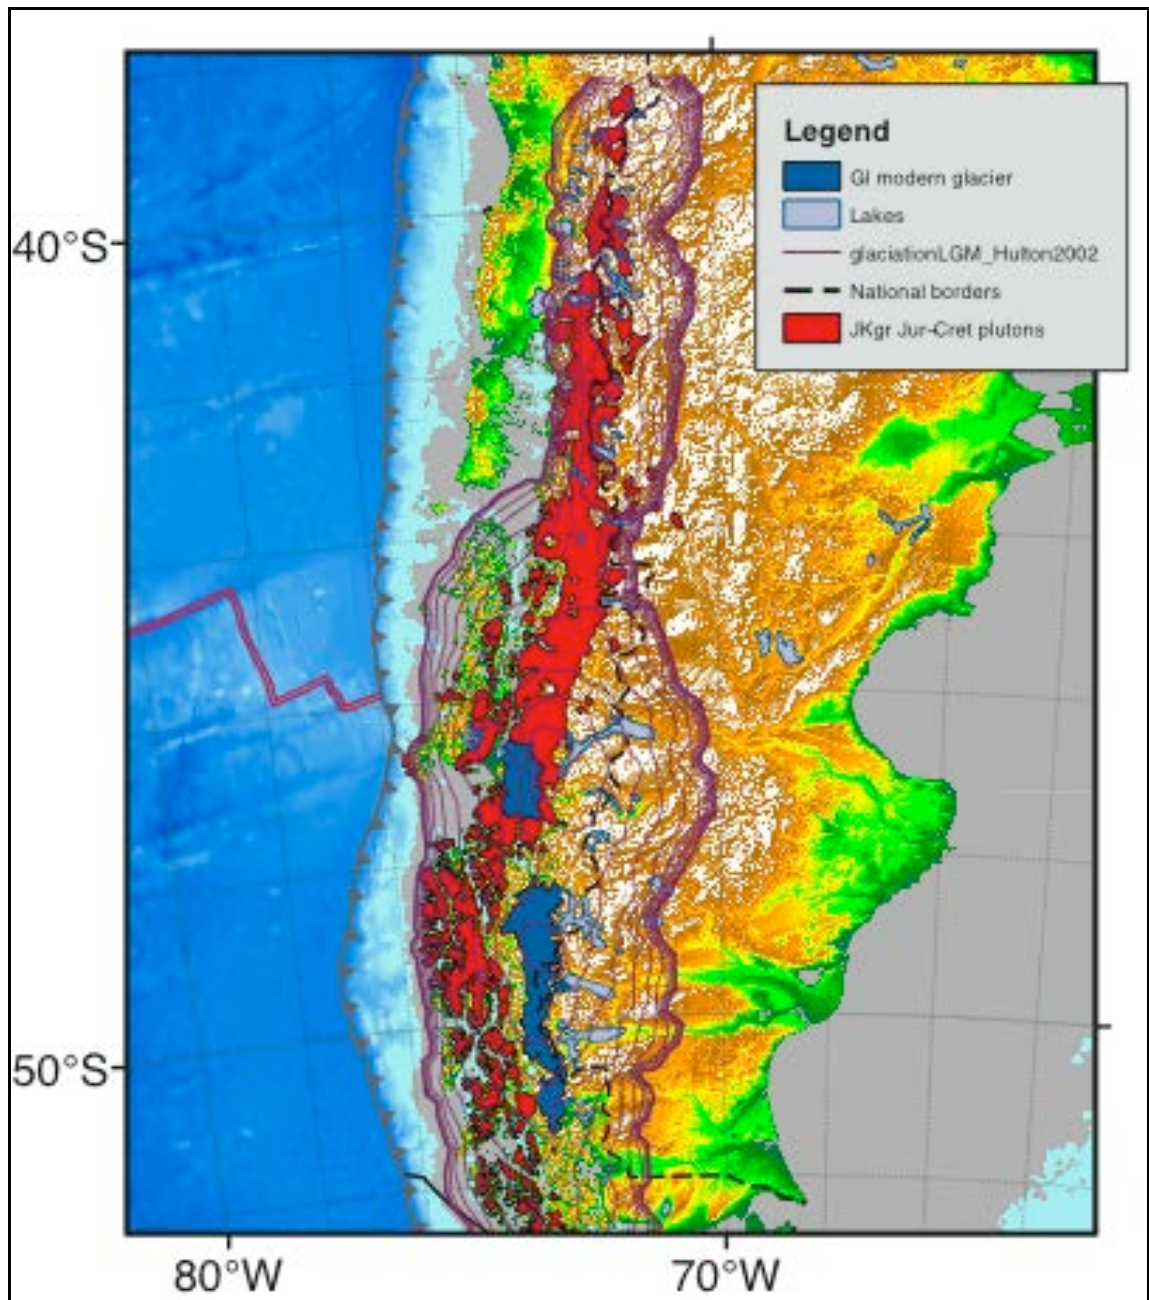 Legend
Gl modern glacier
Lakes
glaciationLGM_Hulton2002
National borders
JKgr Jur-Cret plutons
40°S
50°S
80°W
70°W